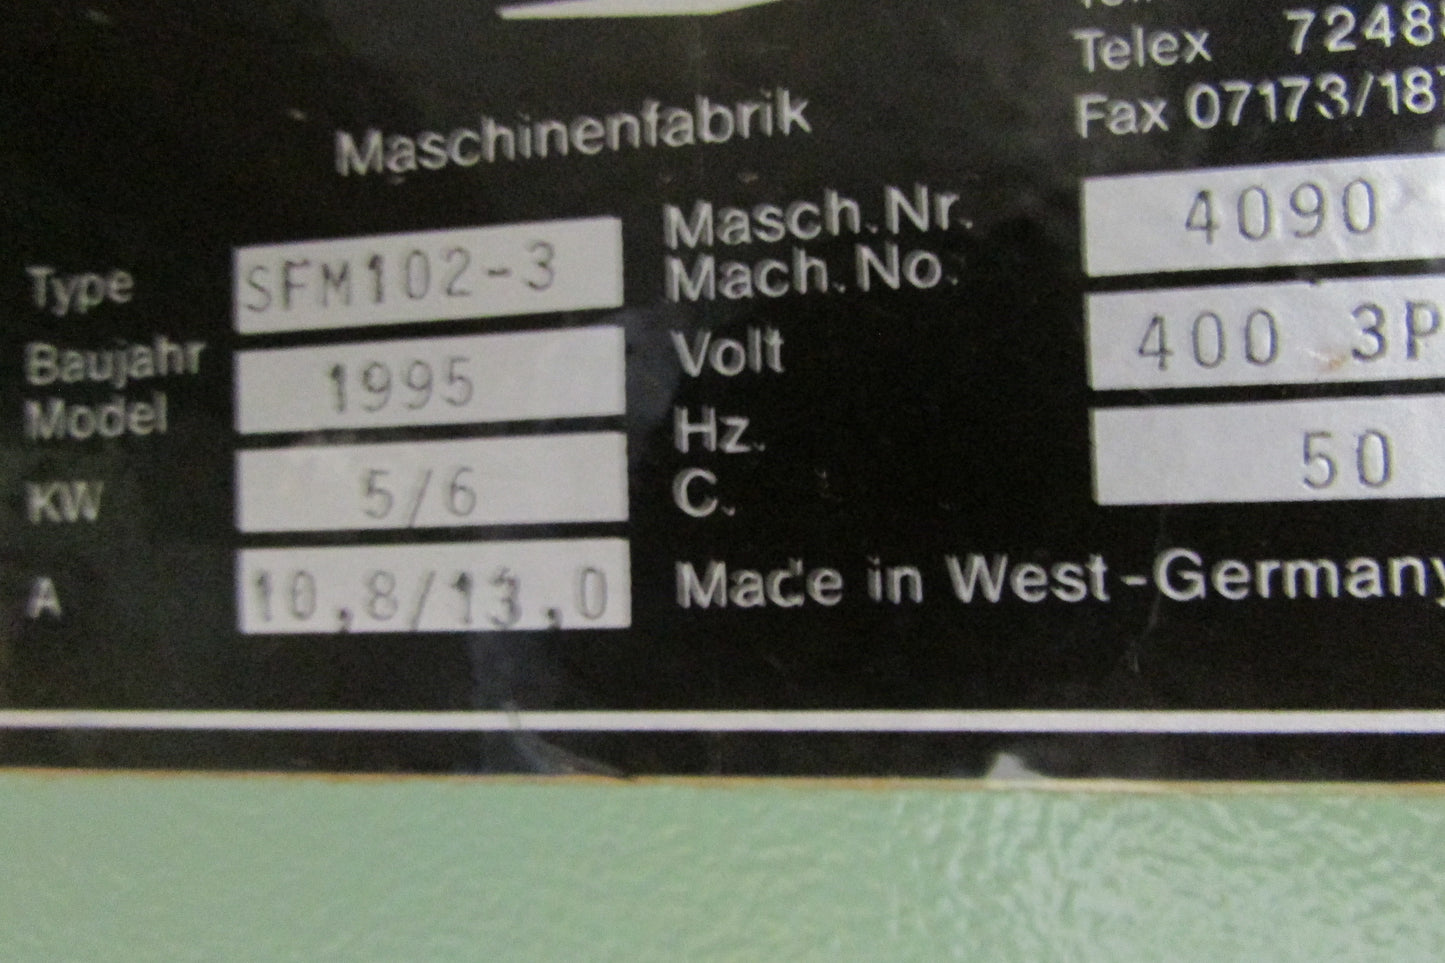 Telex 7248
Fax 07173/187
Maschinenfabrik
Type SFM102-3
Baujahr
Model 1995
KW 5/6
A 10,8/13,0
Masch.Nr.
Mach.No. 4090
Volt 400 3P
Hz. 50
C.
Made in West-Germany